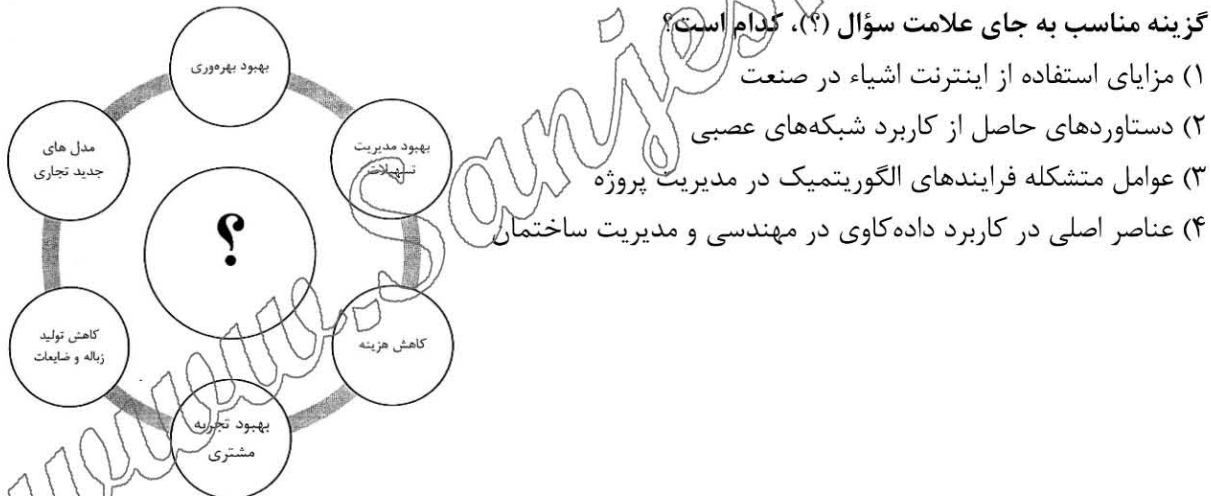 گزینه مناسب به جای علامت سؤال (؟)، کدام است؟
۱) مزایای استفاده از اینترنت اشیاء در صنعت
۲) دستاوردهای حاصل از کاربرد شبکه‌های عصبی
۳) عوامل متشکله فرایندهای الگوریتمیک در مدیریت پروژه
۴) عناصر اصلی در کاربرد داده‌کاوی در مهندسی و مدیریت ساختمان
بهبود بهره‌وری
بهبود مدیریت
تسهیلات
کاهش هزینه
بهبود تجربه
مشتری
کاهش تولید
زباله و ضایعات
مدل های
جدید تجاری
؟
www.Sanjes